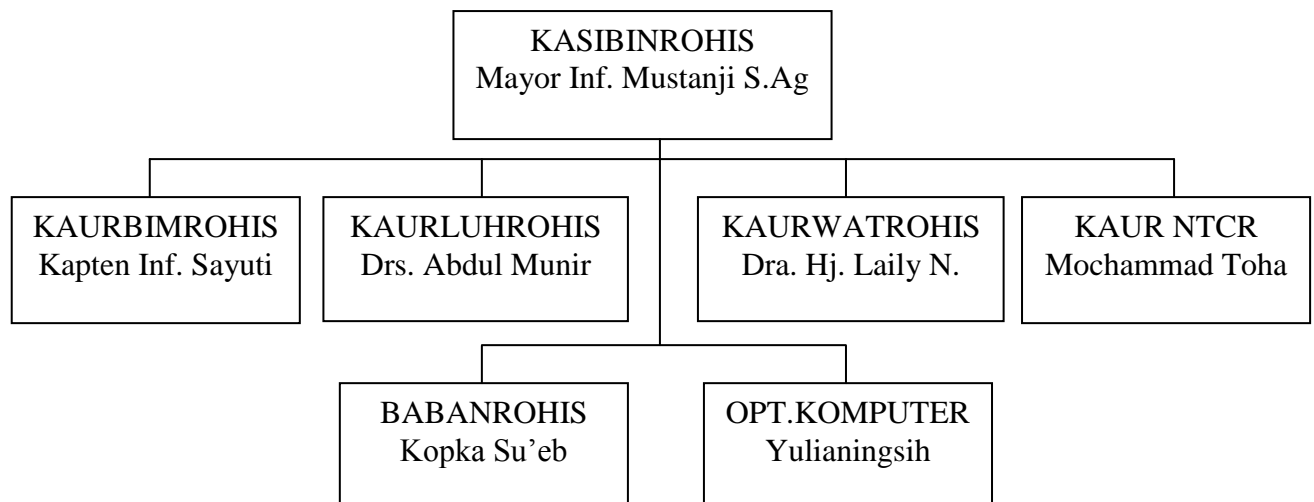 KASIBINROHIS
Mayor Inf. Mustanji S.Ag
KAURBIMROHIS
Kapten Inf. Sayuti
KAURLUHROHIS
Drs. Abdul Munir
KAURWATROHIS
Dra. Hj. Laily N.
KAUR NTCR
Mochammad Toha
BABANROHIS
Kopka Su’eb
OPT.KOMPUTER
Yulianingsih